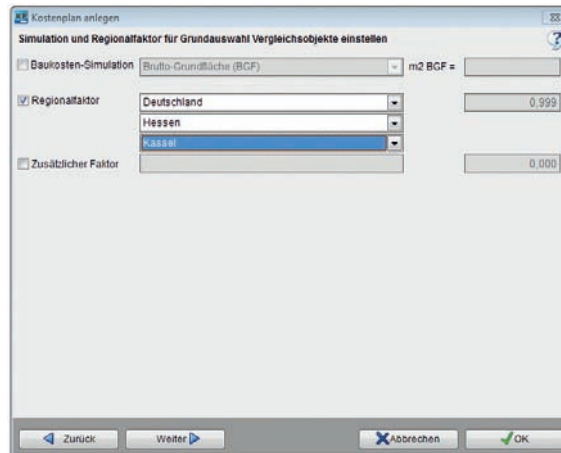 Kostenplan anlegen
Simulation und Regionalfaktor für Grundauswahl Vergleichsobjekte einstellen
Baukosten-Simulation Brutto-Grundfläche (BGF) m2 BGF =
Regionalfaktor Deutschland 0,999
Hessen
Kassel
Zusätzlicher Faktor 0,000
Zurück Weiter Abbrechen OK